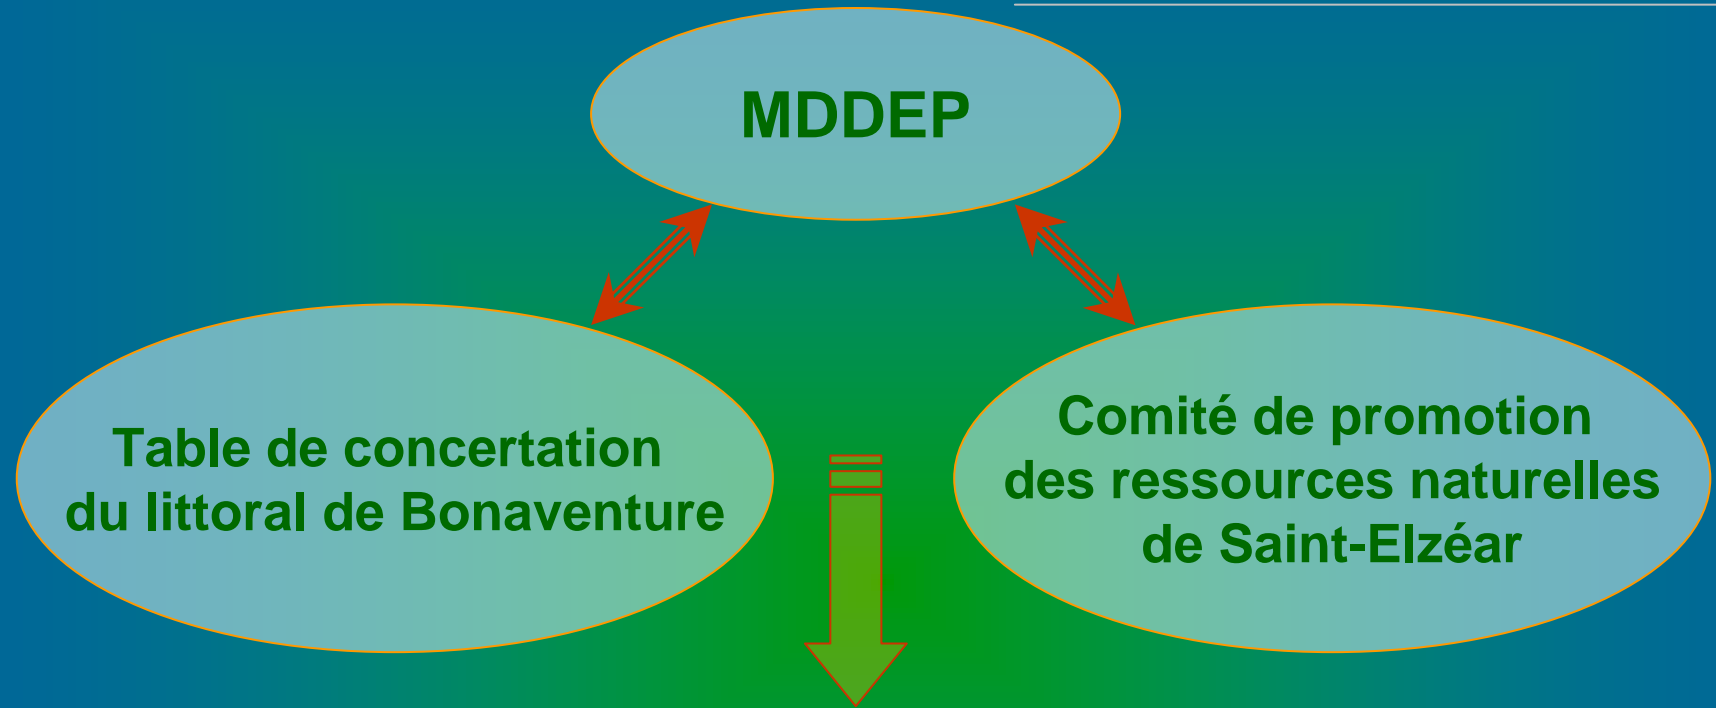 MDDEP
Table de concertation
du littoral de Bonaventure
Comité de promotion
des ressources naturelles
de Saint-Elzéar